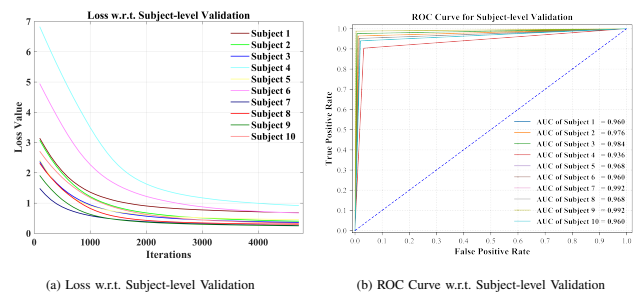 Loss w.r.t. Subject-level Validation
7
6
5
4
3
2
1
0
Loss Value
0
1000
2000
3000
4000
Iterations
Subject 1
Subject 2
Subject 3
Subject 4
Subject 5
Subject 6
Subject 7
Subject 8
Subject 9
Subject 10
(a) Loss w.r.t. Subject-level Validation
ROC Curve for Subject-level Validation
1.0
0.9
0.8
0.7
0.6
0.5
0.4
0.3
0.2
0.1
0.0
True Positive Rate
0.0 0.1 0.2 0.3 0.4 0.5 0.6 0.7 0.8 0.9 1.0
False Positive Rate
AUC of Subject 1 = 0.960
AUC of Subject 2 = 0.976
AUC of Subject 3 = 0.984
AUC of Subject 4 = 0.936
AUC of Subject 5 = 0.968
AUC of Subject 6 = 0.960
AUC of Subject 7 = 0.992
AUC of Subject 8 = 0.968
AUC of Subject 9 = 0.992
AUC of Subject 10 = 0.960
(b) ROC Curve w.r.t. Subject-level Validation